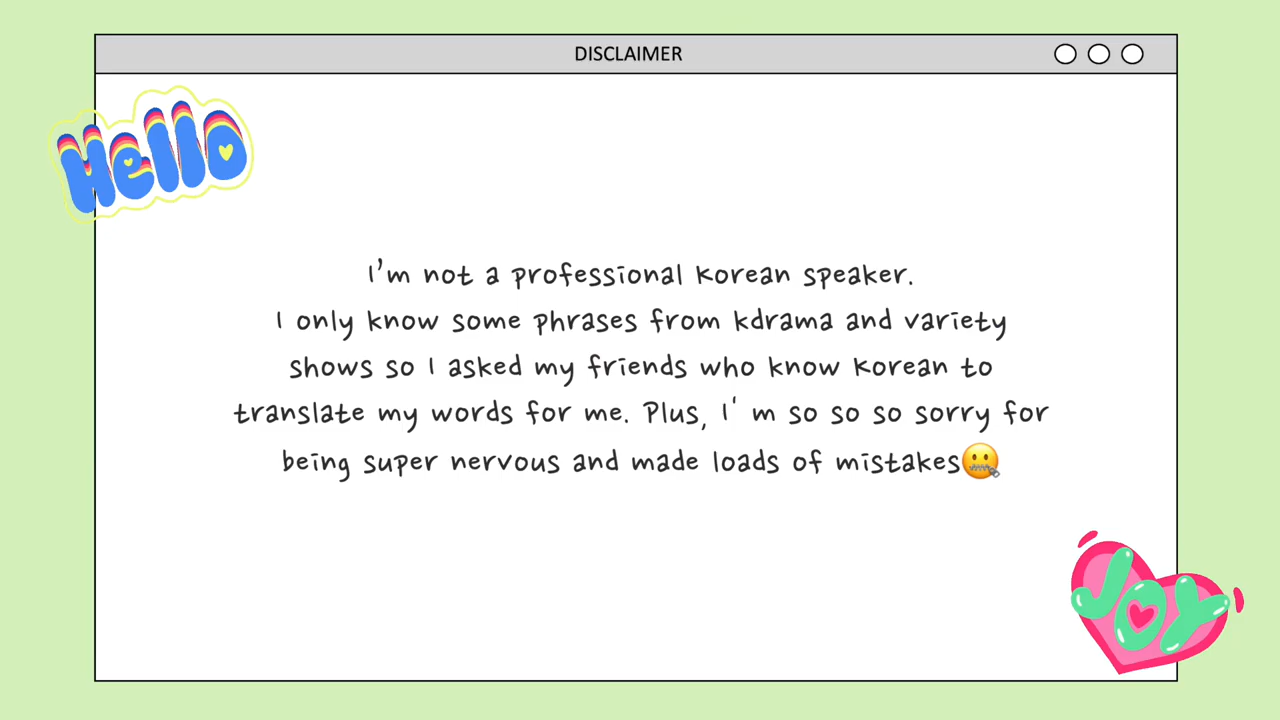 DISCLAIMER
Hello
I'm not a professional korean speaker.
I only know some phrases from kdrama and variety
shows so I asked my friends who know korean to
translate my words for me. Plus, I' m so so so sorry for
being super nervous and made loads of mistakes🤐
JOY